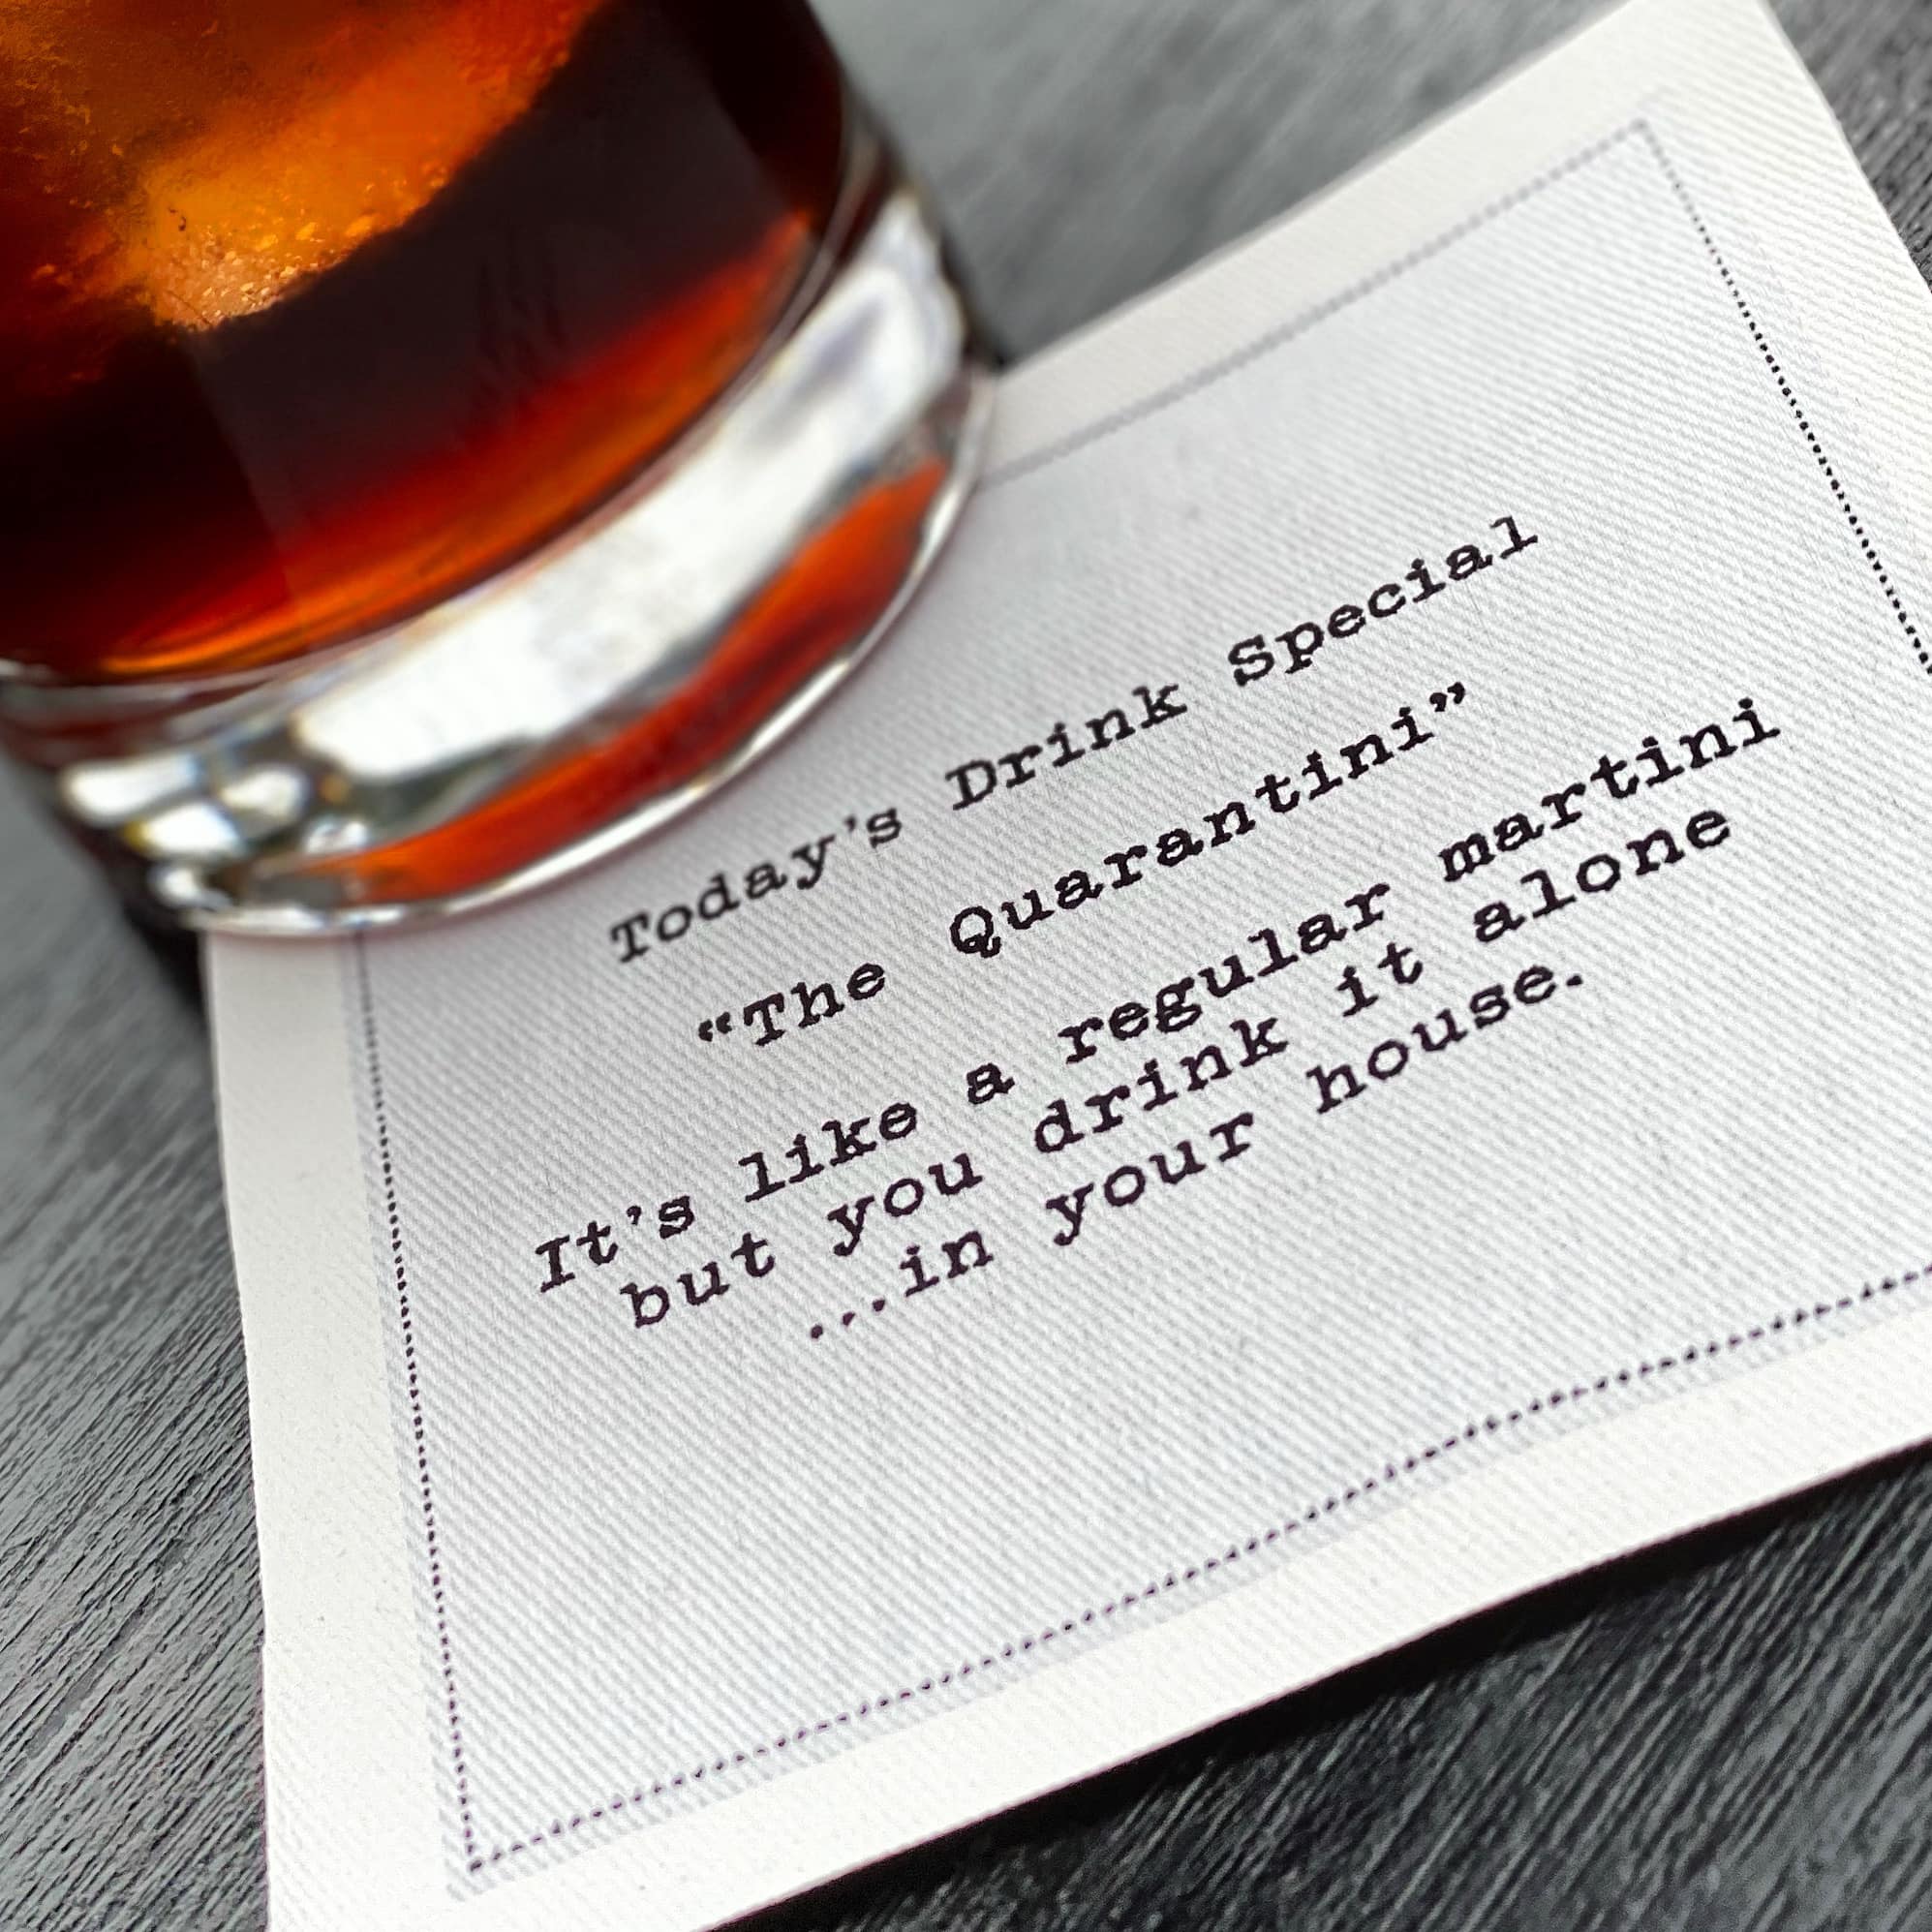 Today’s Drink Special
“The Quarantini”
It’s like a regular martini
but you drink it alone
...in your house.